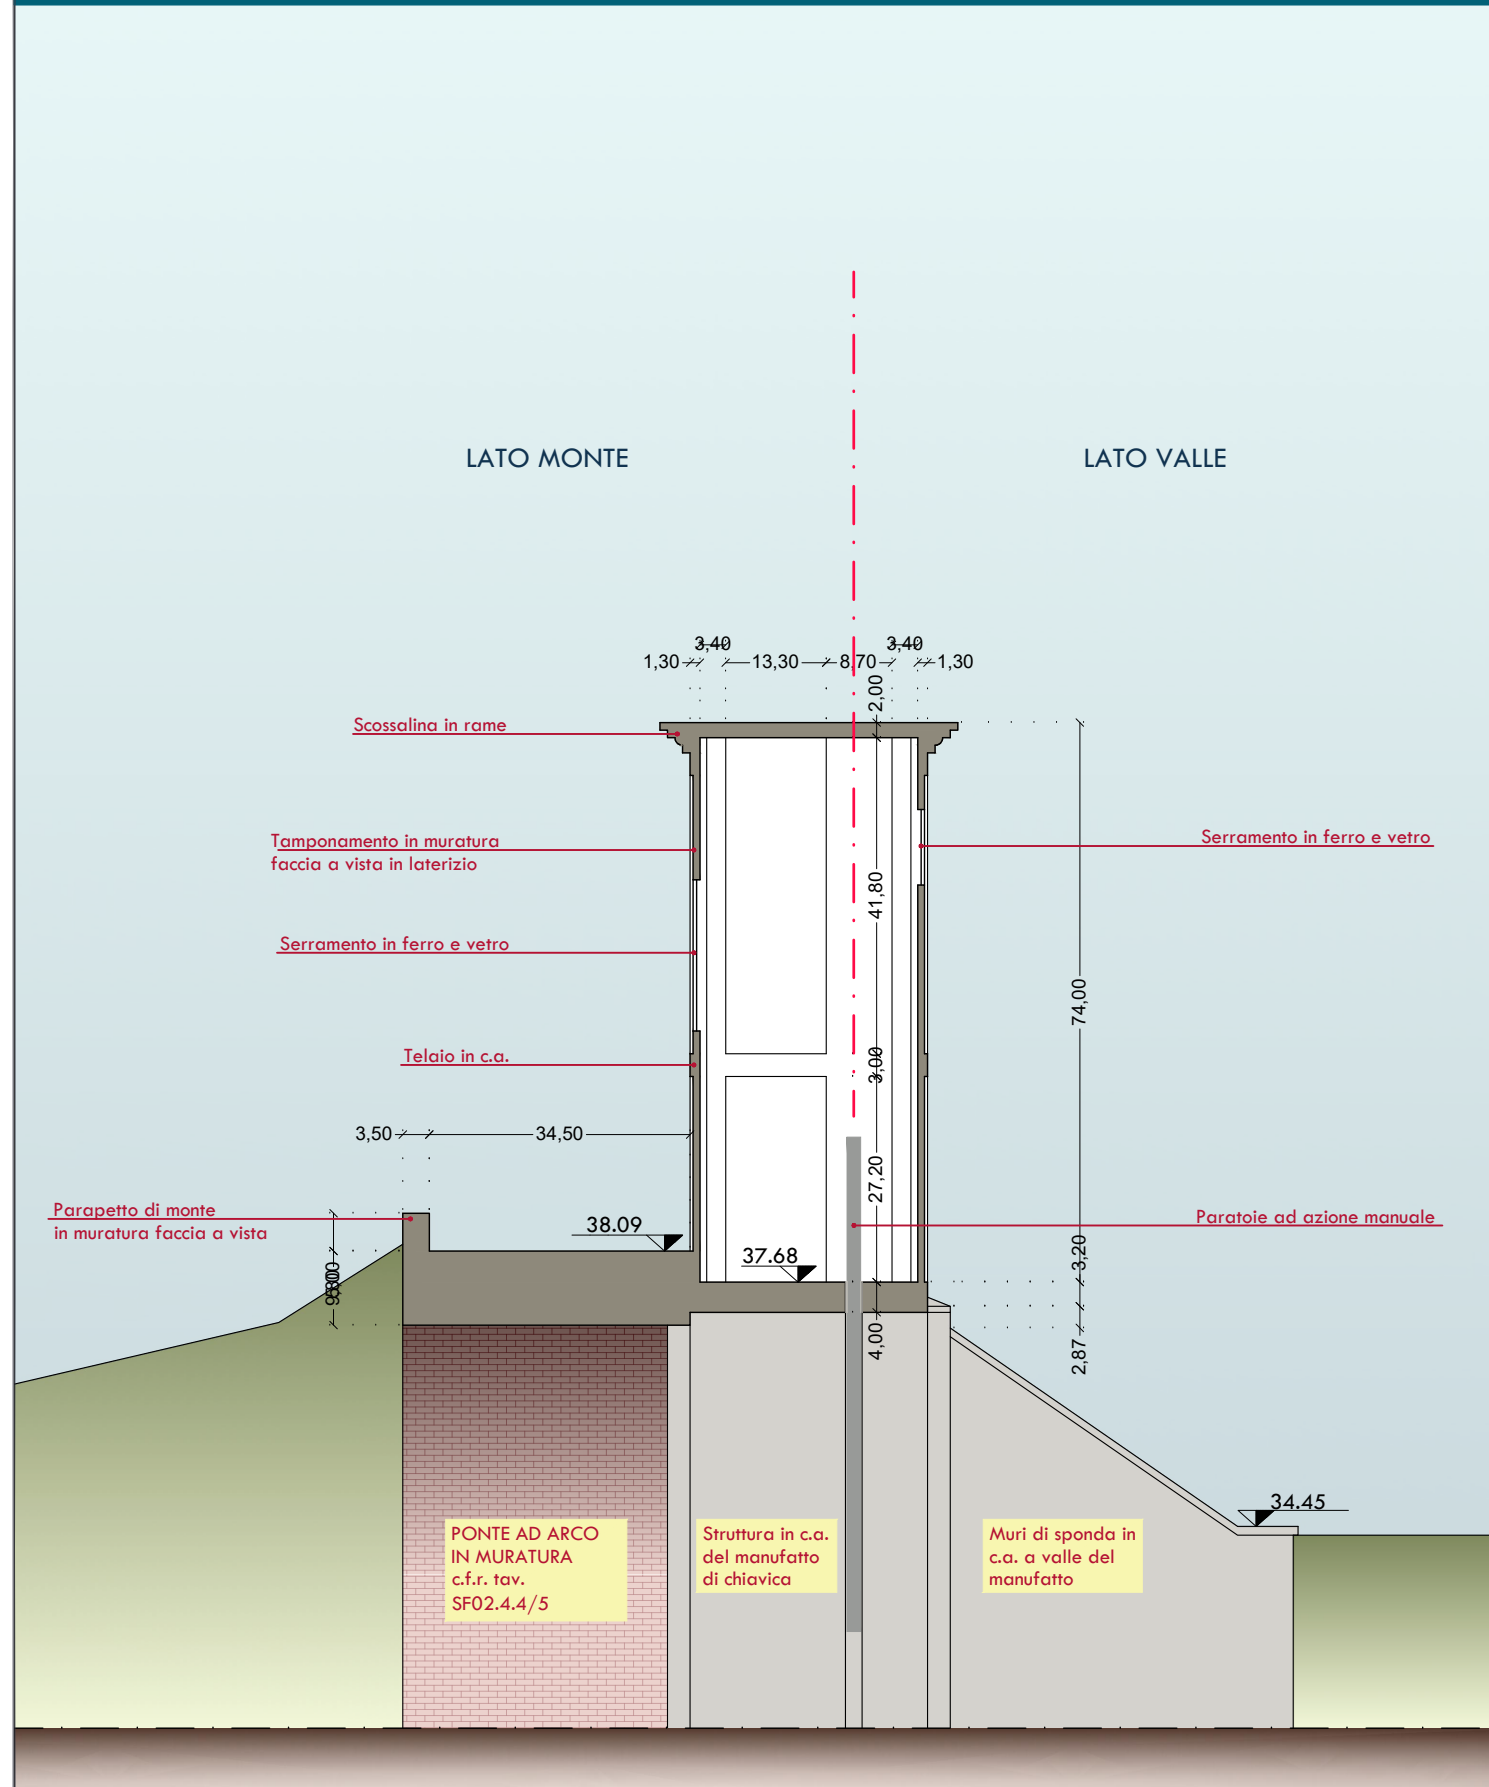 LATO MONTE
LATO VALLE
3,40
3,40
1,30
13,30
8,70
1,30
2,00
Scossalina in rame
Tamponamento in muratura
faccia a vista in laterizio
Serramento in ferro e vetro
41,80
Serramento in ferro e vetro
74,00
Telaio in c.a.
3,00
3,50
34,50
27,20
Parapetto di monte
in muratura faccia a vista
38.09
37.68
Paratoie ad azione manuale
3,20
4,00
2,87
34.45
PONTE AD ARCO
IN MURATURA
c.f.r. tav.
SF02.4.4/5
Struttura in c.a.
del manufatto
di chiavica
Muri di sponda in
c.a. a valle del
manufatto